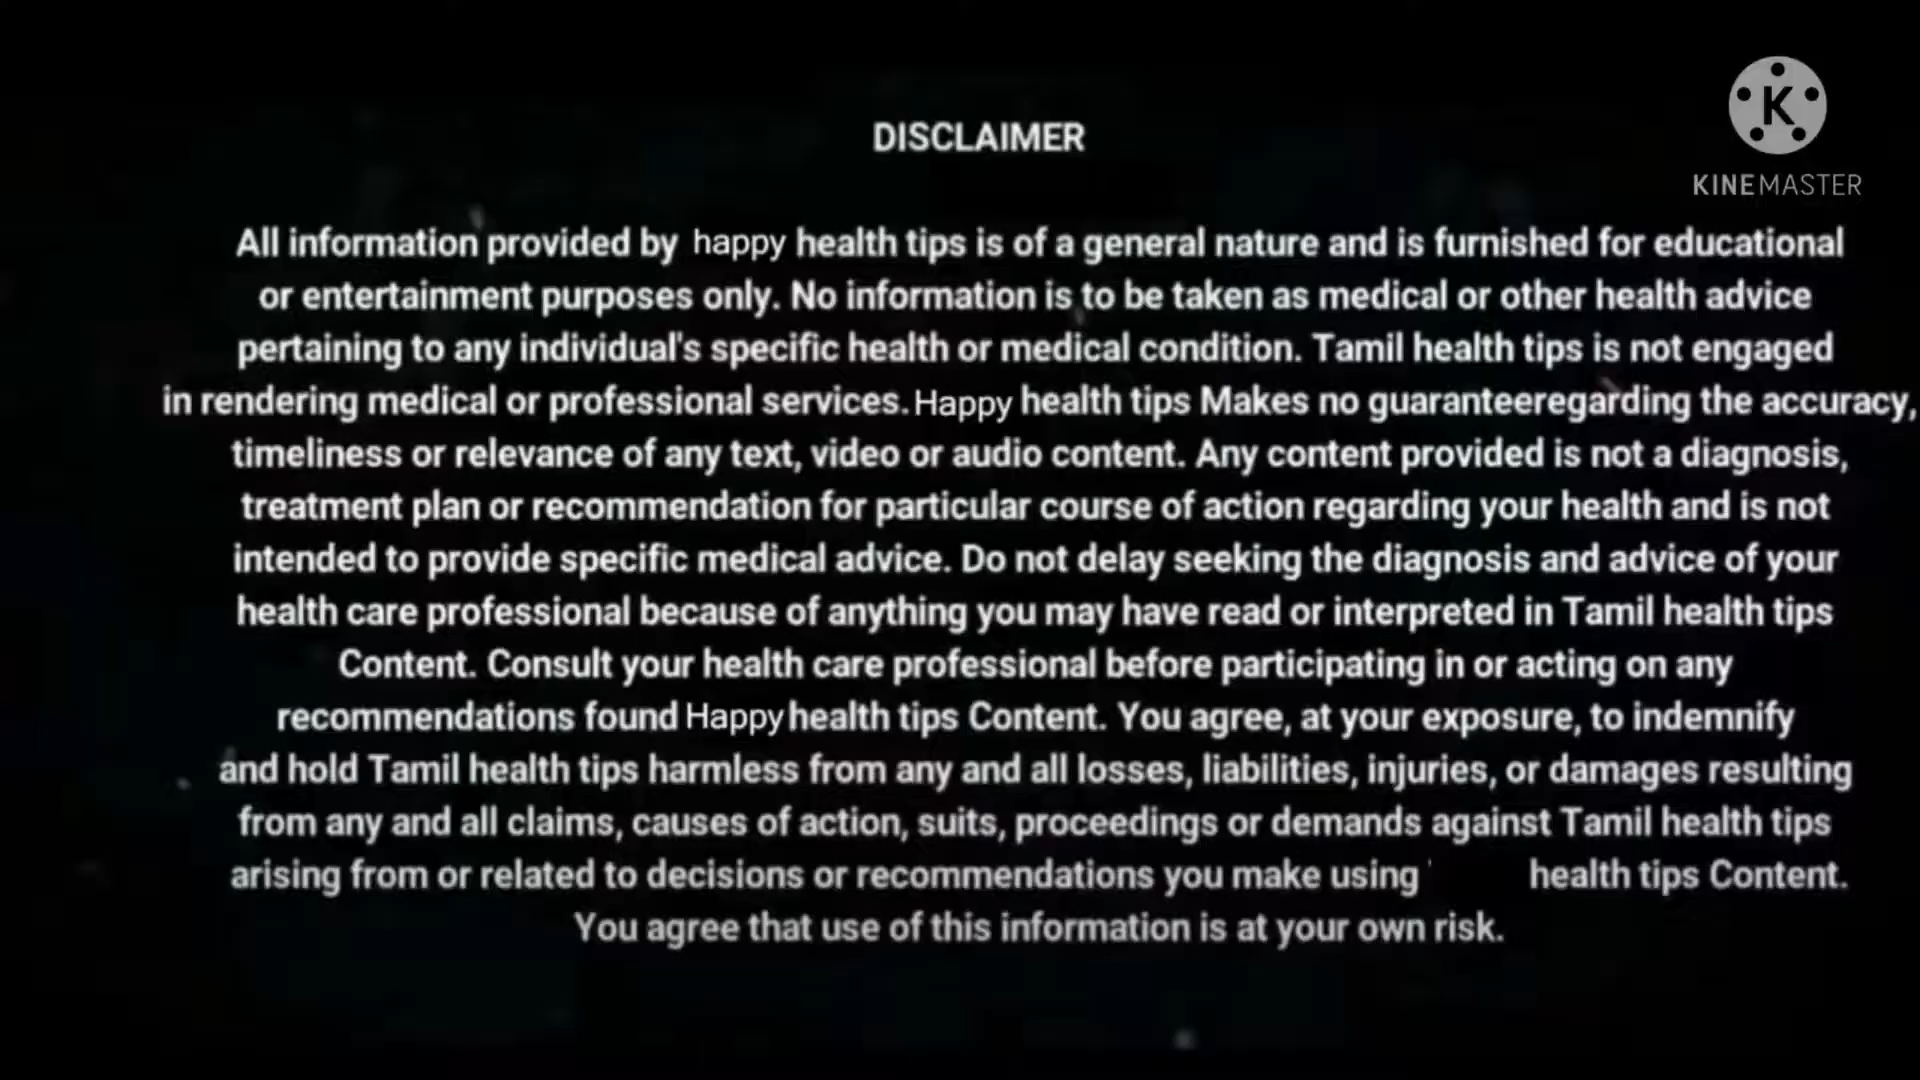 DISCLAIMER
K
KINEMASTER
All information provided by happy health tips is of a general nature and is furnished for educational
or entertainment purposes only. No information is to be taken as medical or other health advice
pertaining to any individual's specific health or medical condition. Tamil health tips is not engaged
in rendering medical or professional services. Happy health tips Makes no guaranteeregarding the accuracy,
timeliness or relevance of any text, video or audio content. Any content provided is not a diagnosis,
treatment plan or recommendation for particular course of action regarding your health and is not
intended to provide specific medical advice. Do not delay seeking the diagnosis and advice of your
health care professional because of anything you may have read or interpreted in Tamil health tips
Content. Consult your health care professional before participating in or acting on any
recommendations found Happy health tips Content. You agree, at your exposure, to indemnify
and hold Tamil health tips harmless from any and all losses, liabilities, injuries, or damages resulting
from any and all claims, causes of action, suits, proceedings or demands against Tamil health tips
arising from or related to decisions or recommendations you make using health tips Content.
You agree that use of this information is at your own risk.